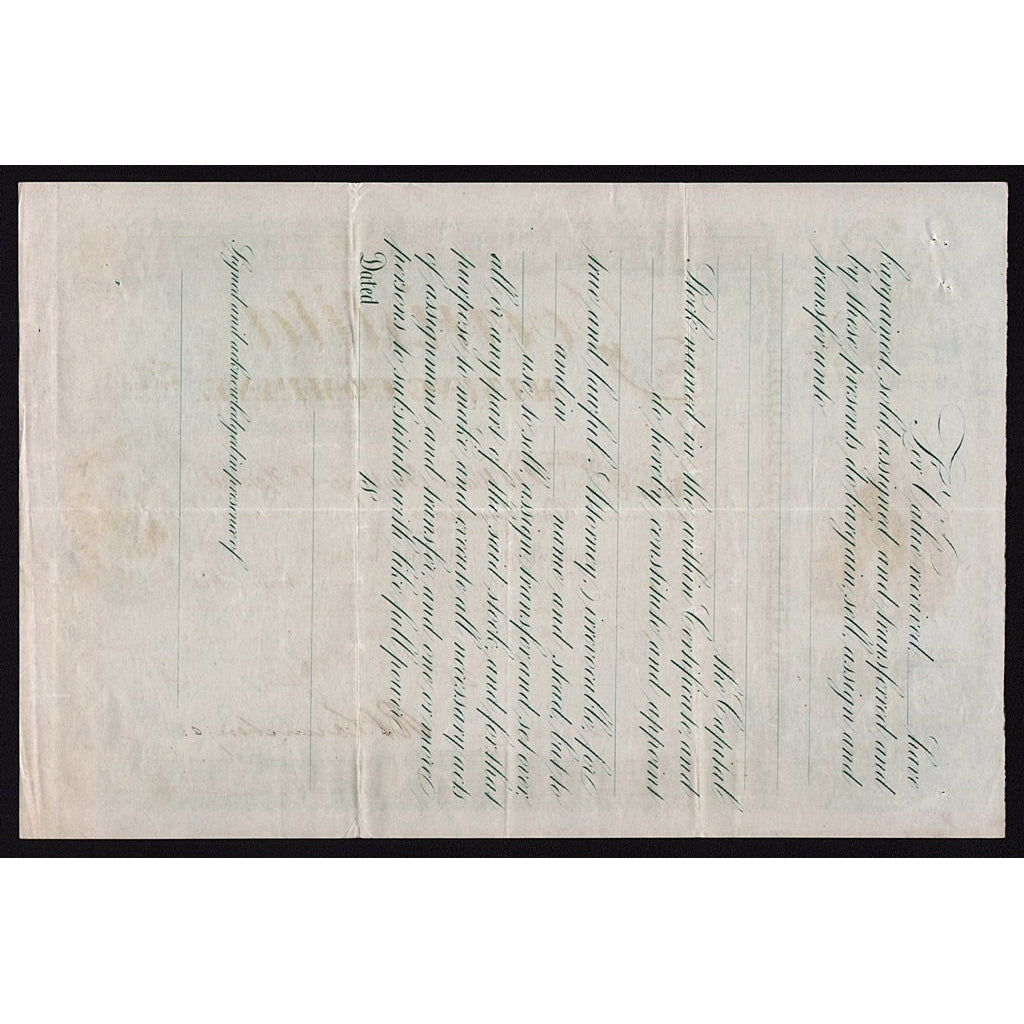 For Value received ______ have
bargained, sold, assigned and transferred and
by these presents do bargain, sell, assign and
transfer unto
the Capital
Stock named in the within Certificate and
do hereby constitute and appoint
true and lawful Attorney, irrevocable, for
and in name and stead, but to
use, to sell, assign, transfer and set over,
all or any part of the said stock, and for that
purpose to make and execute all necessary acts
of assignment and transfer, and one or more
persons to substitute with like full power.
Dated 18
Signed and acknowledged in presence of